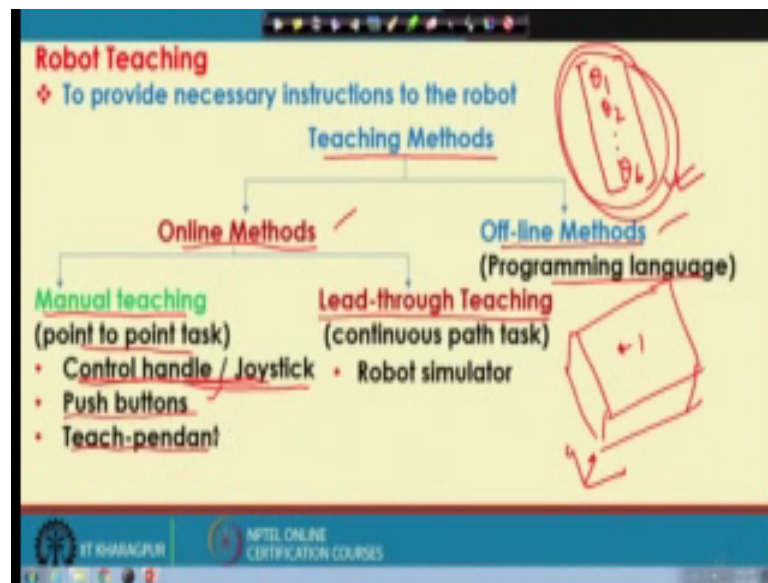 Robot Teaching
❖ To provide necessary instructions to the robot
Teaching Methods
Online Methods
Off-line Methods
(Programming language)
Manual teaching
(point to point task)
• Control handle / Joystick
• Push buttons
• Teach-pendant
Lead-through Teaching
(continuous path task)
• Robot simulator
θ1
θ2
⋮
θ6
IIT KHARAGPUR
NPTEL ONLINE
CERTIFICATION COURSES